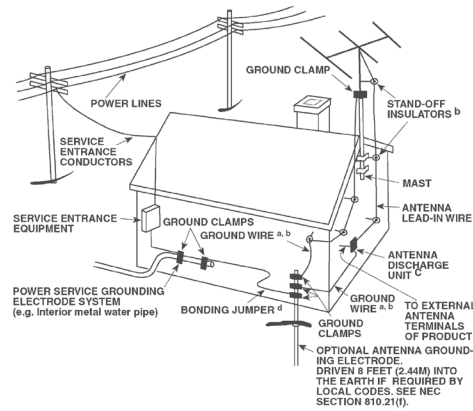 GROUND CLAMP
POWER LINES
STAND-OFF
INSULATORS b
SERVICE
ENTRANCE
CONDUCTORS
MAST
ANTENNA
LEAD-IN WIRE
SERVICE ENTRANCE
EQUIPMENT
GROUND CLAMPS
GROUND WIRE a, b
ANTENNA
DISCHARGE
UNIT C
POWER SERVICE GROUNDING
ELECTRODE SYSTEM
(e.g. Interior metal water pipe)
BONDING JUMPER d
GROUND
WIRE a, b
TO EXTERNAL
ANTENNA
TERMINALS
OF PRODUCT
GROUND
CLAMPS
OPTIONAL ANTENNA GROUND-
ING ELECTRODE.
DRIVEN 8 FEET (2.44M) INTO
THE EARTH IF REQUIRED BY
LOCAL CODES. SEE NEC
SECTION 810.21(f).